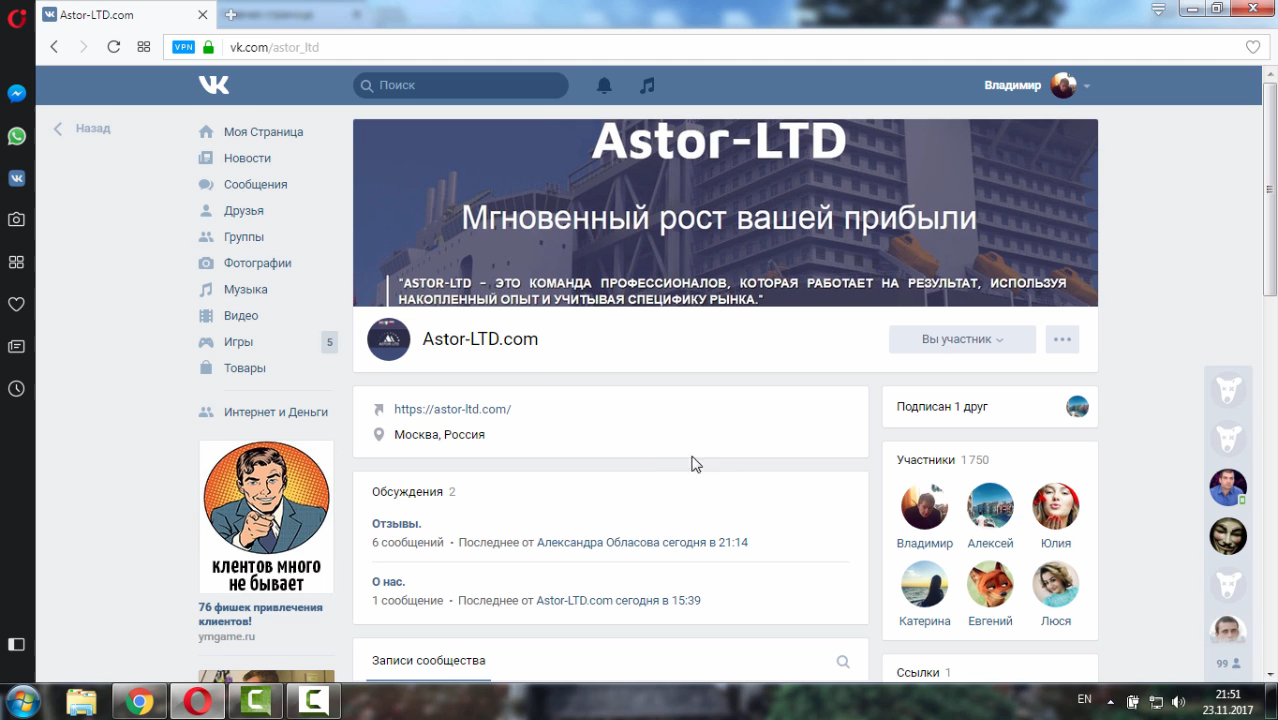 Astor-LTD.com
VPN
vk.com/astor_ltd
Поиск
Владимир
Назад
Моя Страница
Новости
Сообщения
Друзья
Группы
Фотографии
Музыка
Видео
Игры
5
Товары
Интернет и Деньги
клентов много
не бывает
76 фишек привлечения
клиентов!
ymgame.ru
Astor-LTD
Мгновенный рост вашей прибыли
"ASTOR-LTD – ЭТО КОМАНДА ПРОФЕССИОНАЛОВ, КОТОРАЯ РАБОТАЕТ НА РЕЗУЛЬТАТ, ИСПОЛЬЗУЯ
НАКОПЛЕННЫЙ ОПЫТ И УЧИТЫВАЯ СПЕЦИФИКУ РЫНКА."
Astor-LTD.com
Вы участник
https://astor-ltd.com/
Москва, Россия
Обсуждения 2
Отзывы.
6 сообщений • Последнее от Александра Обласова сегодня в 21:14
О нас.
1 сообщение • Последнее от Astor-LTD.com сегодня в 15:39
Записи сообщества
Подписан 1 друг
Участники 1 750
Владимир Алексей Юлия
Катерина Евгений Люся
Ссылки 1
99
EN
21:51
23.11.2017